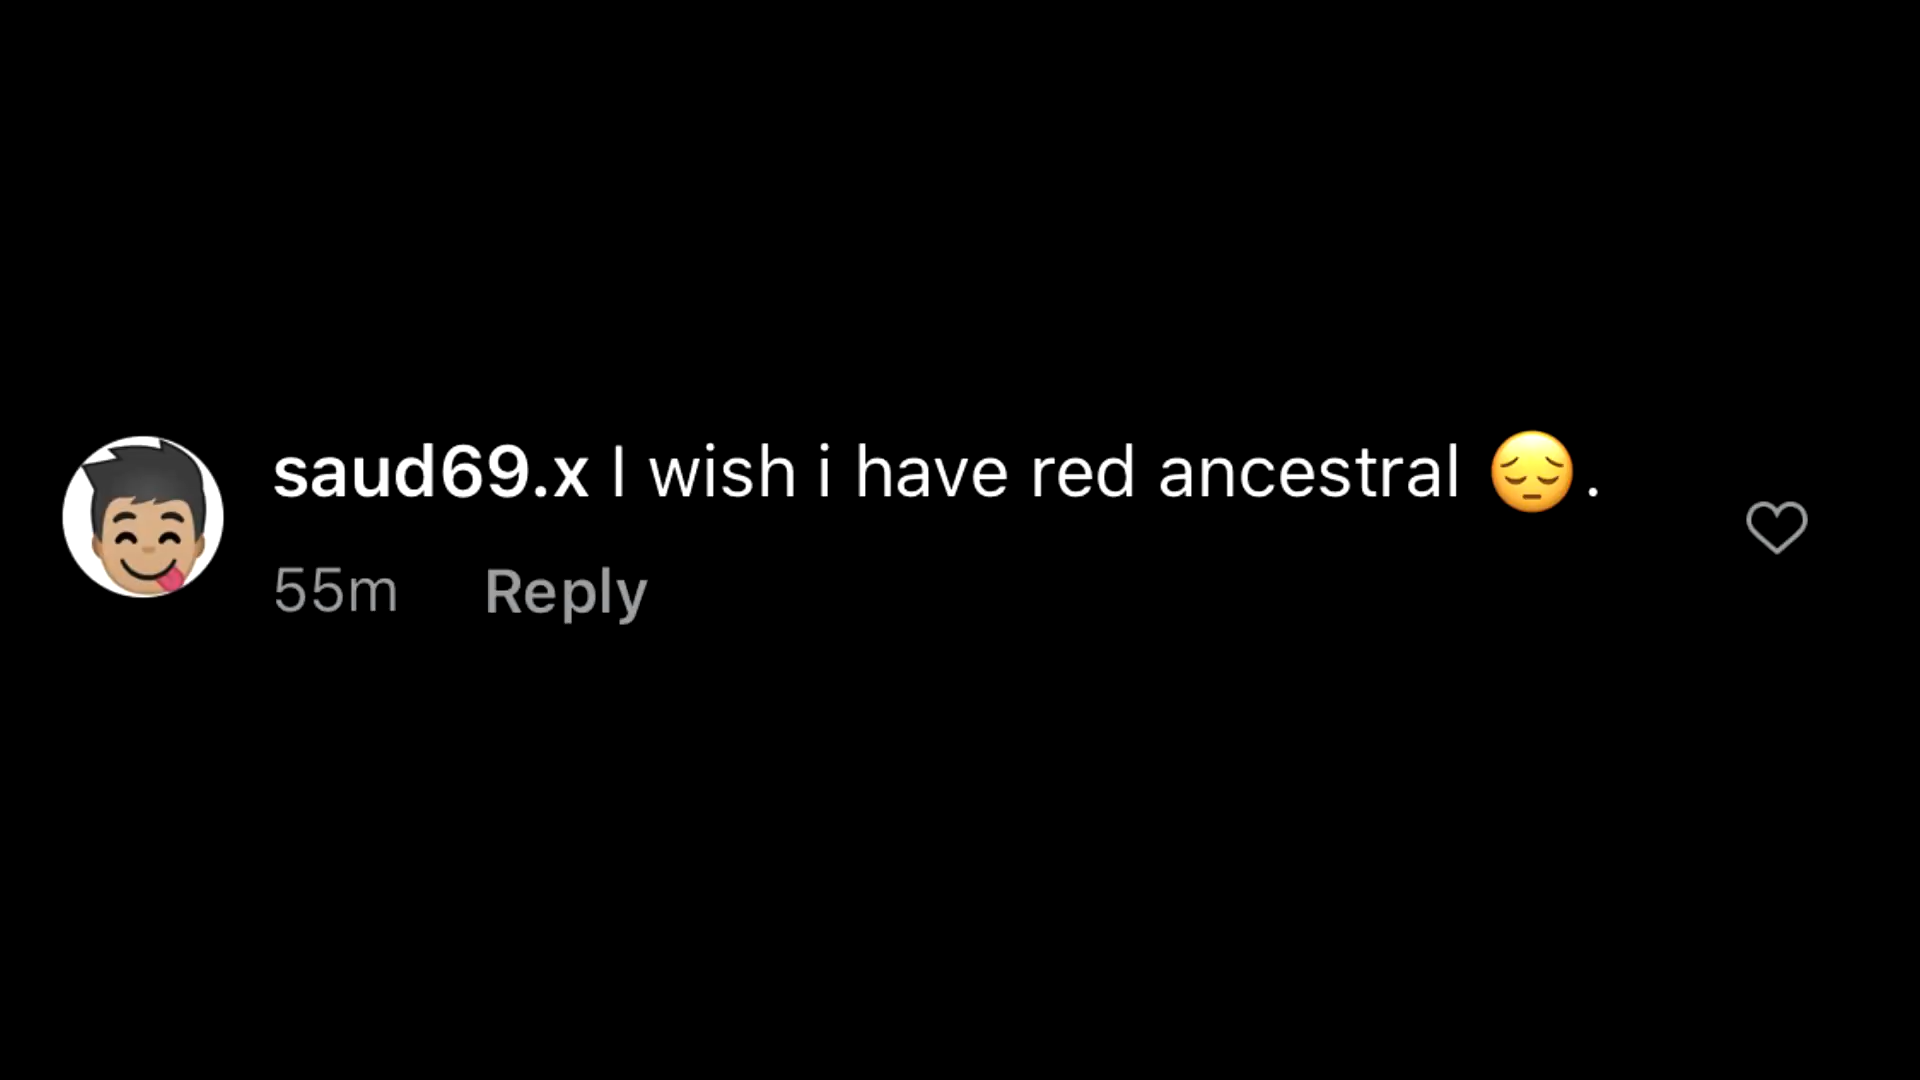 saud69.x I wish i have red ancestral 😔.
55m Reply